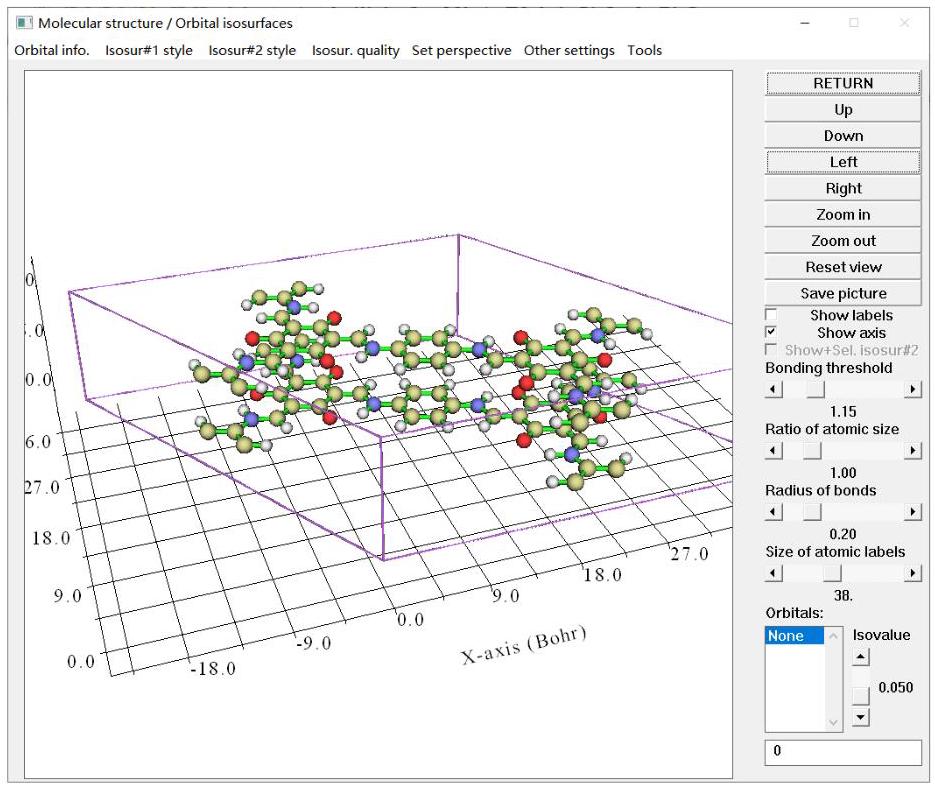 Molecular structure / Orbital isosurfaces
Orbital info. Isosur#1 style Isosur#2 style Isosur. quality Set perspective Other settings Tools
RETURN
Up
Down
Left
Right
Zoom in
Zoom out
Reset view
Save picture
Show labels
Show axis
Show+Sel. isosur#2
Bonding threshold
1.15
Ratio of atomic size
1.00
Radius of bonds
0.20
Size of atomic labels
38.
Orbitals:
None
Isovalue
0.050
0
0
.0
0.0
6.0
27.0
18.0
9.0
0.0
-18.0
-9.0
0.0
9.0
18.0
27.0
X-axis (Bohr)